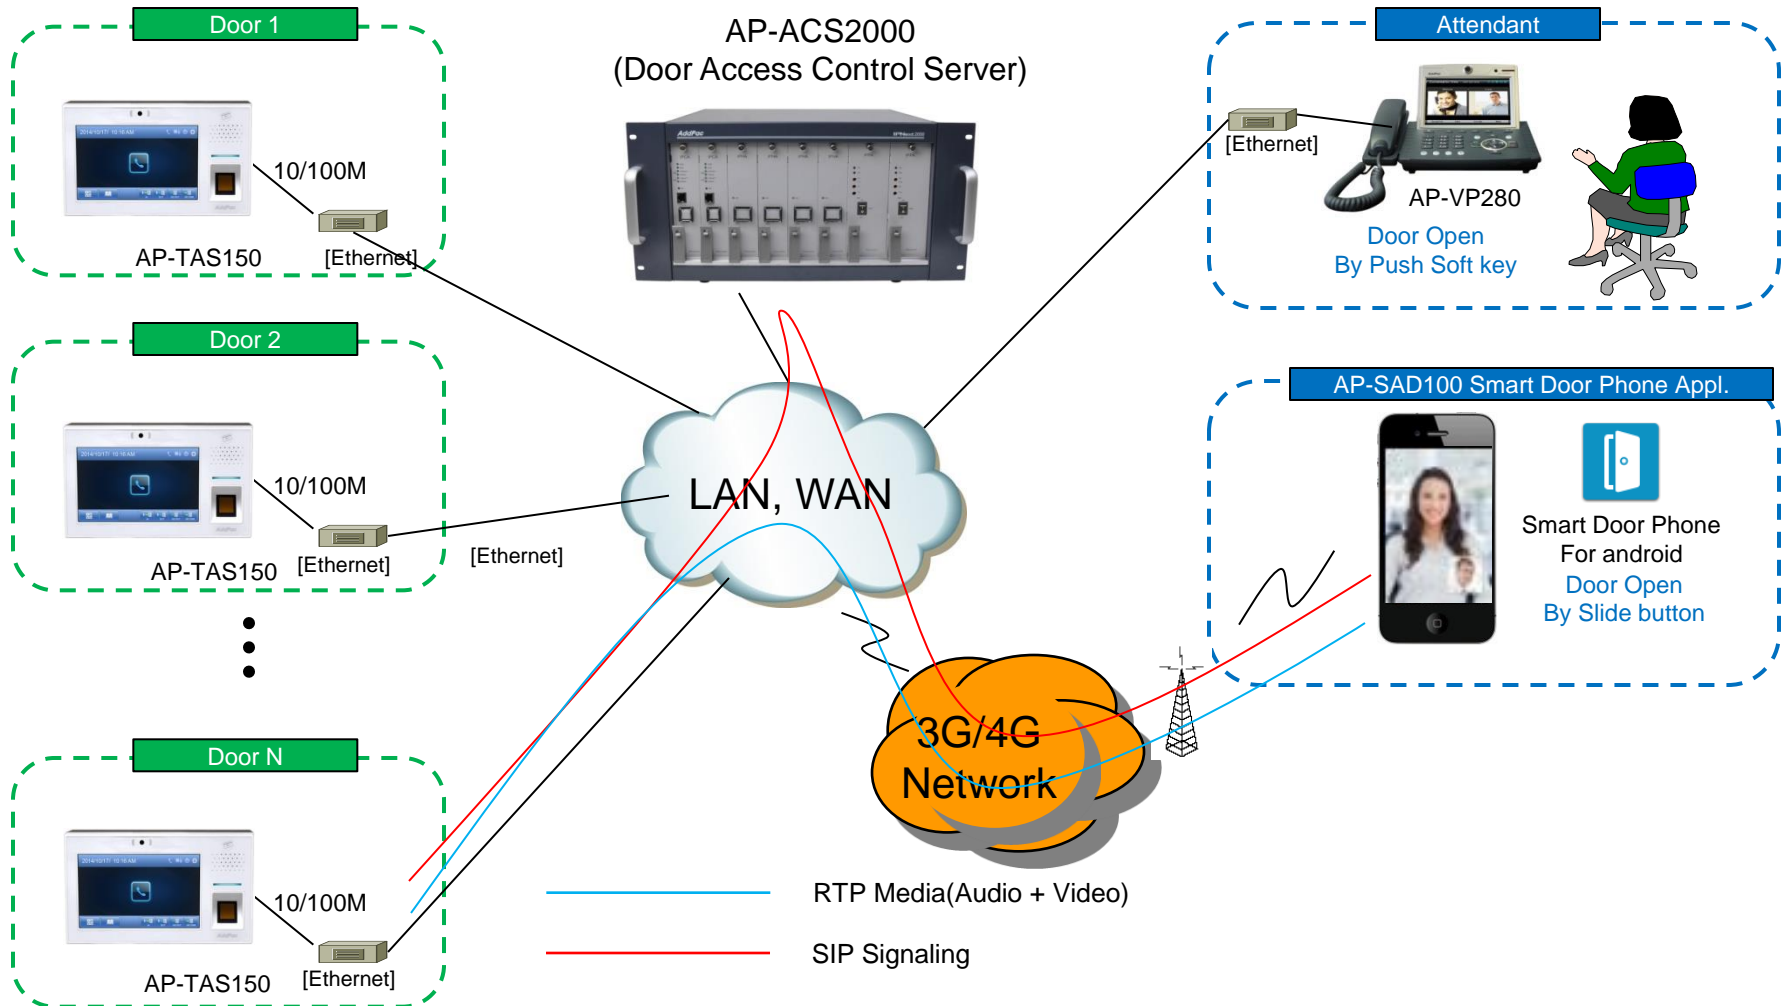 Door 1
10/100M
AP-TAS150
[Ethernet]
AP-ACS2000
(Door Access Control Server)
AddPac
Attendant
[Ethernet]
AP-VP280
Door Open
By Push Soft key
Door 2
10/100M
AP-TAS150
[Ethernet]
[Ethernet]
LAN, WAN
AP-SAD100 Smart Door Phone Appl.
Smart Door Phone
For android
Door Open
By Slide button
3G/4G
Network
Door N
10/100M
AP-TAS150
[Ethernet]
RTP Media(Audio + Video)
SIP Signaling